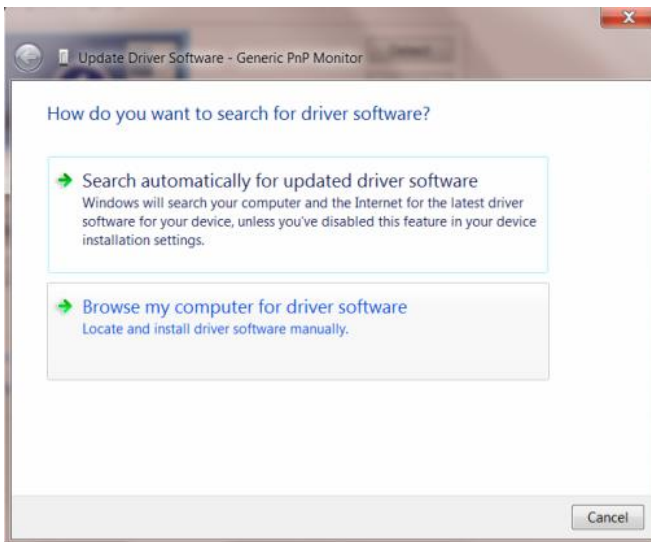 Update Driver Software - Generic PnP Monitor
How do you want to search for driver software?
Search automatically for updated driver software
Windows will search your computer and the Internet for the latest driver
software for your device, unless you've disabled this feature in your device
installation settings.
Browse my computer for driver software
Locate and install driver software manually.
Cancel